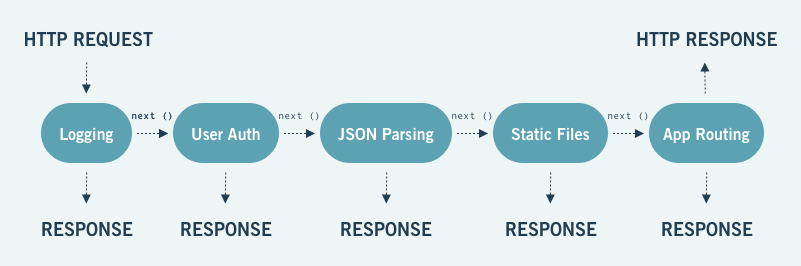 HTTP REQUEST
HTTP RESPONSE
next ()
next ()
next ()
next ()
Logging
User Auth
JSON Parsing
Static Files
App Routing
RESPONSE
RESPONSE
RESPONSE
RESPONSE
RESPONSE